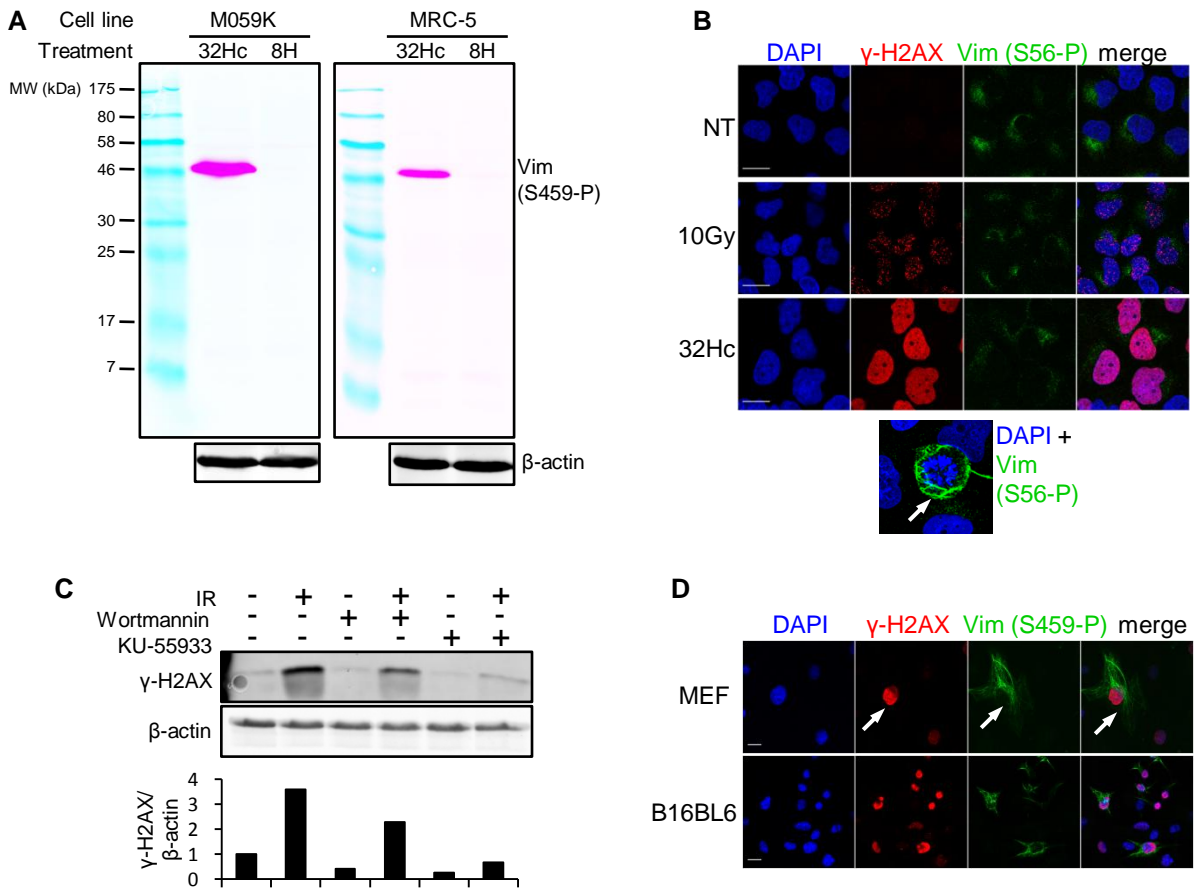 A
Cell line M059K MRC-5
Treatment 32Hc 8H 32Hc 8H
MW (kDa) 175
80
58
46
30
25
17
7
Vim
(S459-P)
β-actin
B
DAPI γ-H2AX Vim (S56-P) merge
NT
10Gy
32Hc
DAPI +
Vim
(S56-P)
C
IR - + - + - +
Wortmannin - - + + - -
KU-55933 - - - - + +
γ-H2AX
β-actin
γ-H2AX/
β-actin
4
3
2
1
0
D
DAPI γ-H2AX Vim (S459-P) merge
MEF
B16BL6